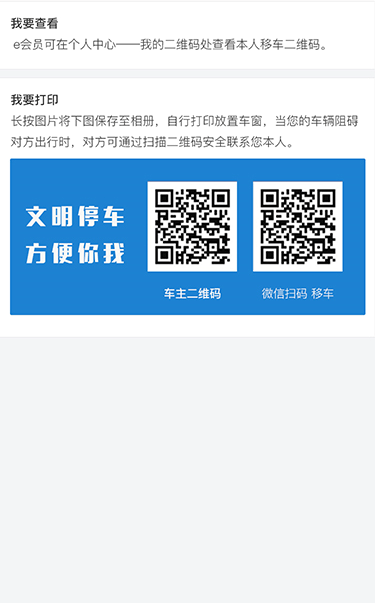 我要查看
e会员可在个人中心——我的二维码处查看本人移车二维码。
我要打印
长按图片将下图保存至相册，自行打印放置车窗，当您的车辆阻碍
对方出行时，对方可通过扫描二维码安全联系您本人。
文明停车
方便你我
车主二维码
微信扫码 移车